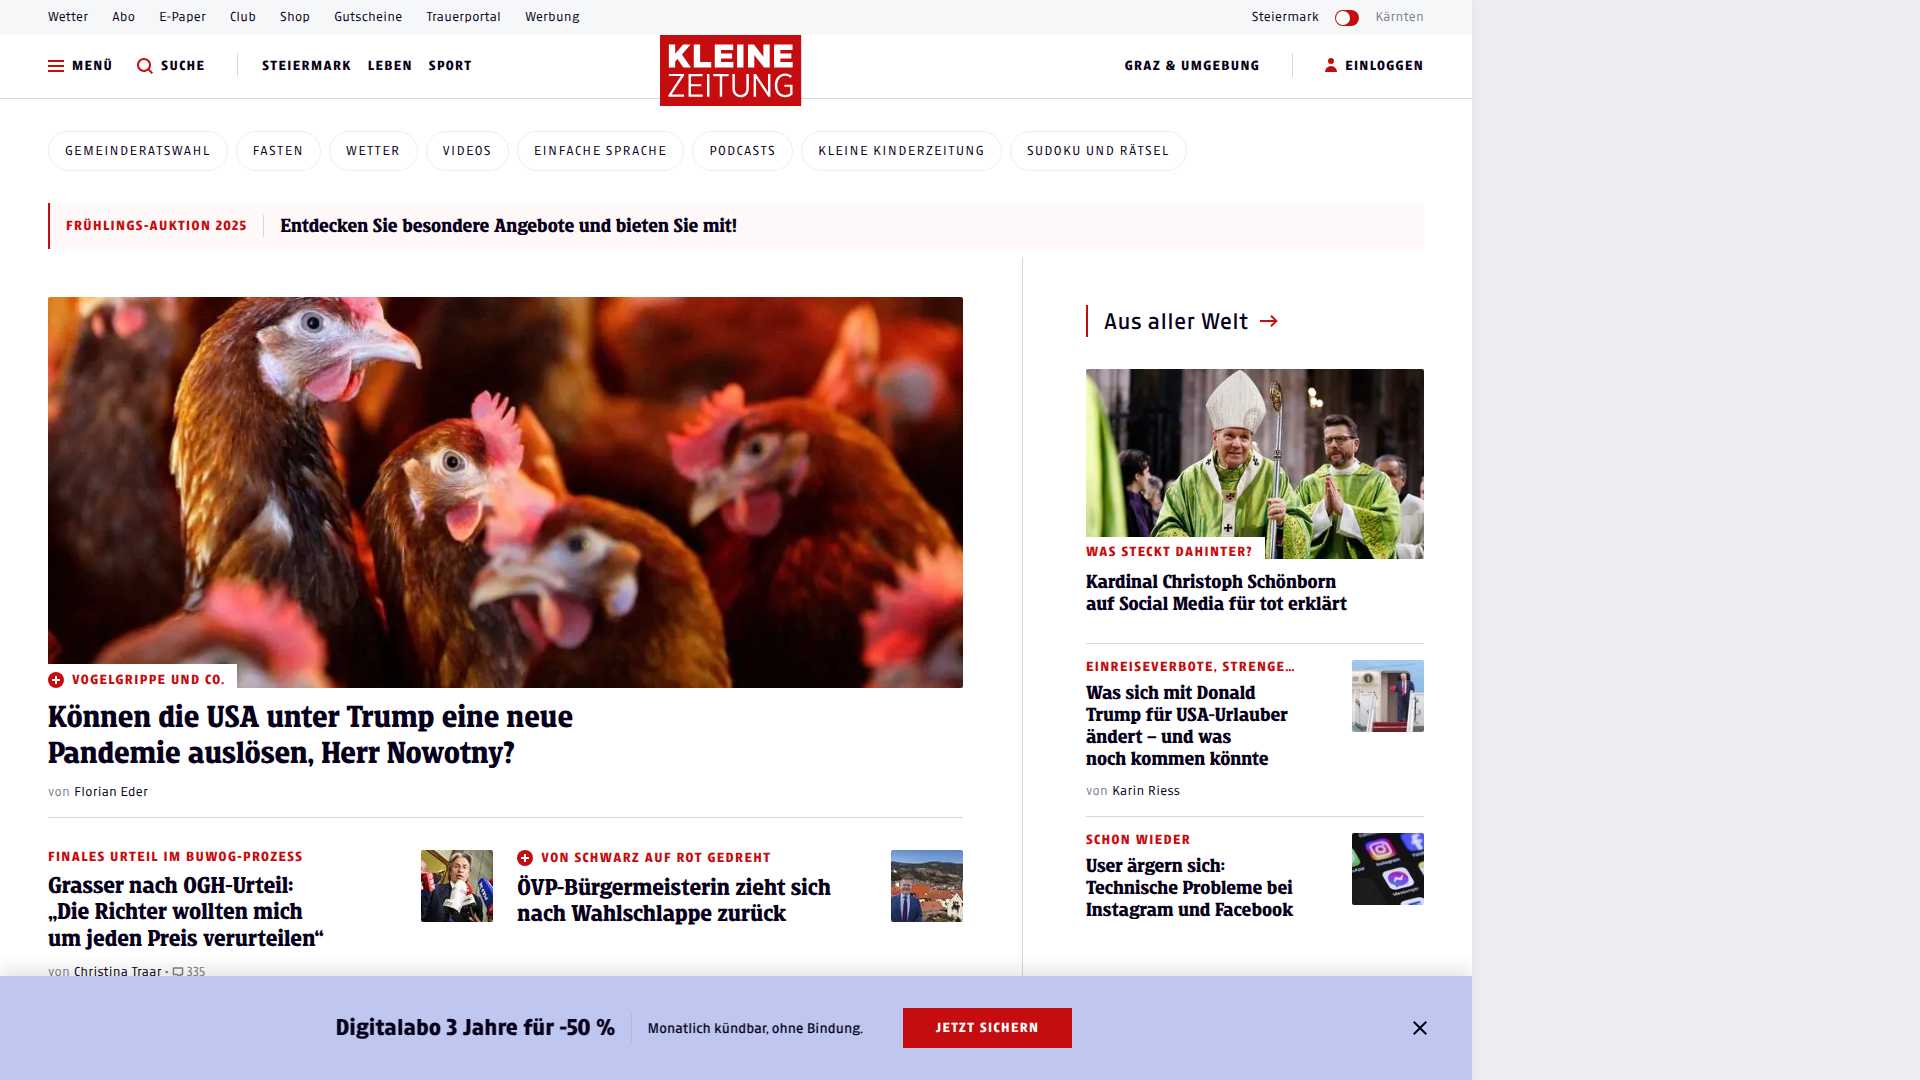 Wetter Abo E-Paper Club Shop Gutscheine Trauerportal Werbung Steiermark Kärnten
MENÜ SUCHE STEIERMARK LEBEN SPORT
KLEINE
ZEITUNG
GRAZ & UMGEBUNG EINLOGGEN
GEMEINDERATSWAHL FASTEN WETTER VIDEOS EINFACHE SPRACHE PODCASTS KLEINE KINDERZEITUNG SUDOKU UND RÄTSEL
FRÜHLINGS-AUKTION 2025 Entdecken Sie besondere Angebote und bieten Sie mit!
VOGELGRIPPE UND CO.
Können die USA unter Trump eine neue
Pandemie auslösen, Herr Nowotny?
von Florian Eder
FINALES URTEIL IM BUWOG-PROZESS
Grasser nach OGH-Urteil:
„Die Richter wollten mich
um jeden Preis verurteilen“
von Christina Traar • 335
VON SCHWARZ AUF ROT GEDREHT
ÖVP-Bürgermeisterin zieht sich
nach Wahlschlappe zurück
Aus aller Welt
WAS STECKT DAHINTER?
Kardinal Christoph Schönborn
auf Social Media für tot erklärt
EINREISEVERBOTE, STRENGE…
Was sich mit Donald
Trump für USA-Urlauber
ändert – und was
noch kommen könnte
von Karin Riess
SCHON WIEDER
User ärgern sich:
Technische Probleme bei
Instagram und Facebook
Digitalabo 3 Jahre für -50 % Monatlich kündbar, ohne Bindung. JETZT SICHERN